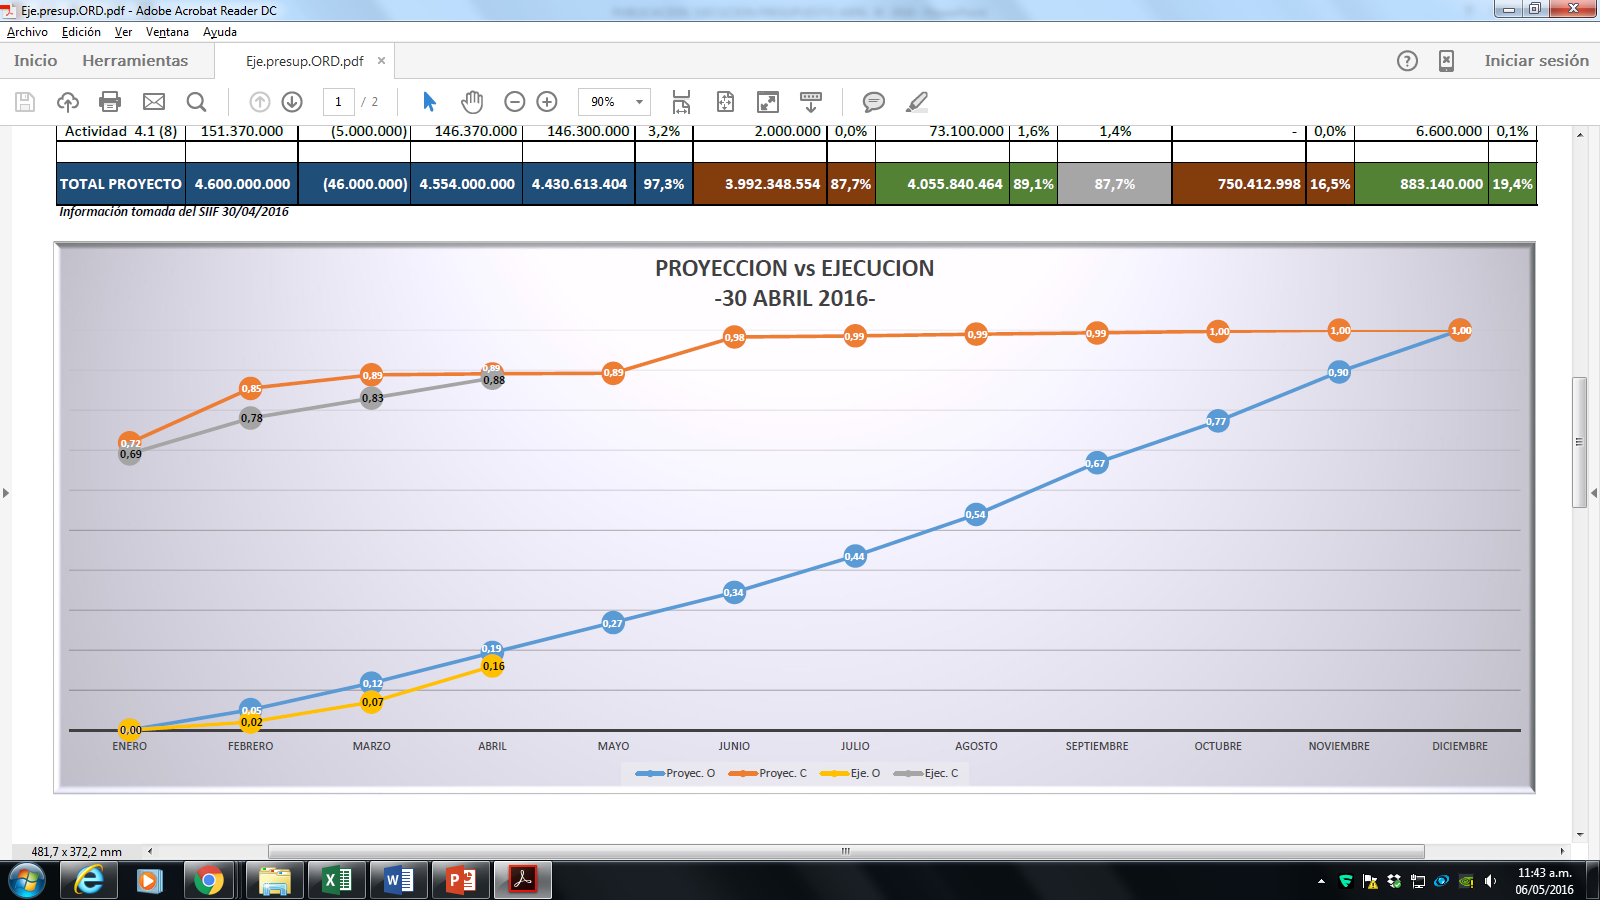 Eje.presup.ORD.pdf - Adobe Acrobat Reader DC
Archivo Edición Ver Ventana Ayuda
Inicio Herramientas Eje.presup.ORD.pdf × Iniciar sesión
1 / 2 90%
Actividad 4.1 (8) 151.370.000 (5.000.000) 146.370.000 146.300.000 3,2% 2.000.000 0,0% 73.100.000 1,6% 1,4% - 0,0% 6.600.000 0,1%
TOTAL PROYECTO 4.600.000.000 (46.000.000) 4.554.000.000 4.430.613.404 97,3% 3.992.348.554 87,7% 4.055.840.464 89,1% 87,7% 750.412.998 16,5% 883.140.000 19,4%
Información tomada del SIIF 30/04/2016
PROYECCION vs EJECUCION
-30 ABRIL 2016-
0,72 0,85 0,89 0,89 0,89 0,98 0,99 0,99 0,99 1,00 1,00 1,00
0,69 0,78 0,83 0,88
0,05 0,12 0,19 0,27 0,34 0,44 0,54 0,67 0,77 0,90
0,00 0,02 0,07 0,16
ENERO FEBRERO MARZO ABRIL MAYO JUNIO JULIO AGOSTO SEPTIEMBRE OCTUBRE NOVIEMBRE DICIEMBRE
Proyec. O Proyec. C Eje. O Ejec. C
481,7 x 372,2 mm
11:43 a.m.
06/05/2016